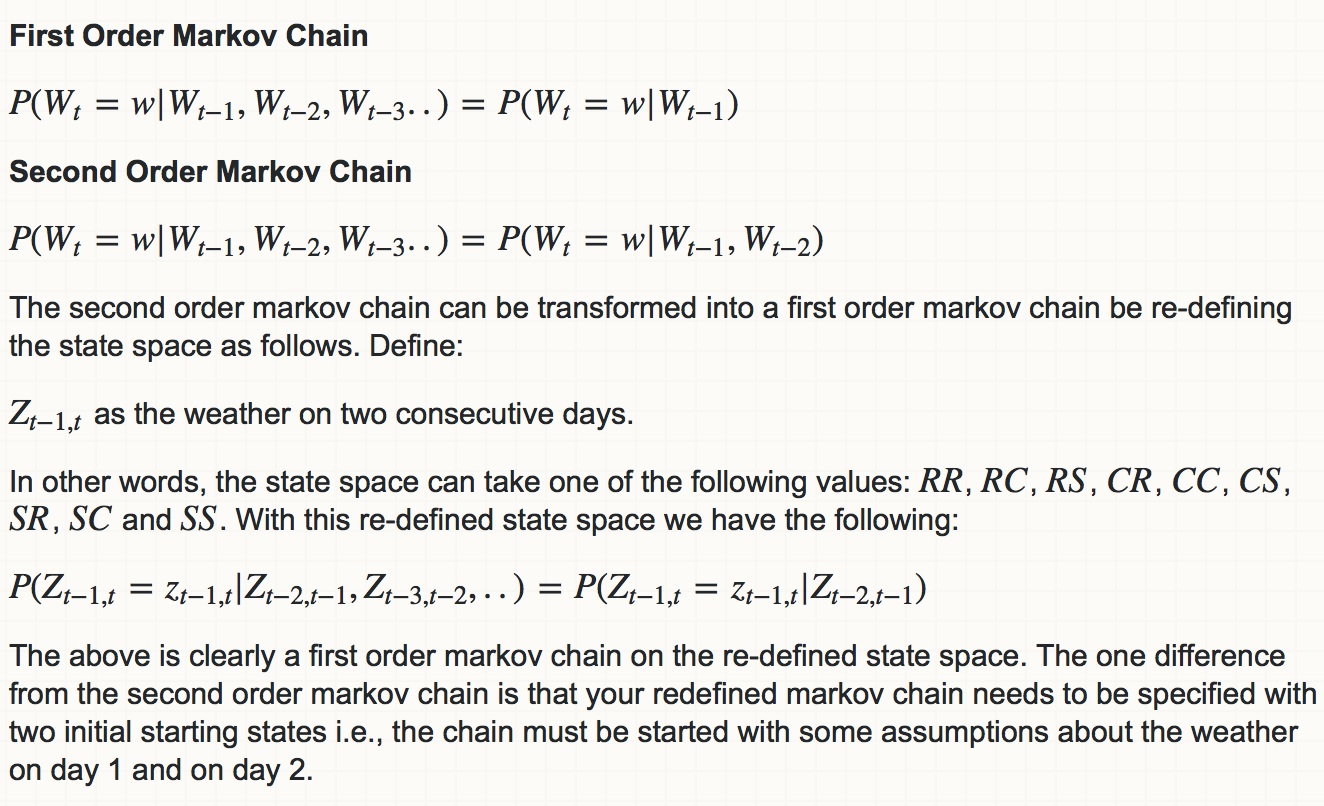 First Order Markov Chain
P(W_t = w|W_{t−1}, W_{t−2}, W_{t−3}..) = P(W_t = w|W_{t−1})
Second Order Markov Chain
P(W_t = w|W_{t−1}, W_{t−2}, W_{t−3}..) = P(W_t = w|W_{t−1}, W_{t−2})
The second order markov chain can be transformed into a first order markov chain be re-defining
the state space as follows. Define:
Z_{t−1,t} as the weather on two consecutive days.
In other words, the state space can take one of the following values: RR, RC, RS, CR, CC, CS,
SR, SC and SS. With this re-defined state space we have the following:
P(Z_{t−1,t} = z_{t−1,t}|Z_{t−2,t−1}, Z_{t−3,t−2}, ..) = P(Z_{t−1,t} = z_{t−1,t}|Z_{t−2,t−1})
The above is clearly a first order markov chain on the re-defined state space. The one difference
from the second order markov chain is that your redefined markov chain needs to be specified with
two initial starting states i.e., the chain must be started with some assumptions about the weather
on day 1 and on day 2.